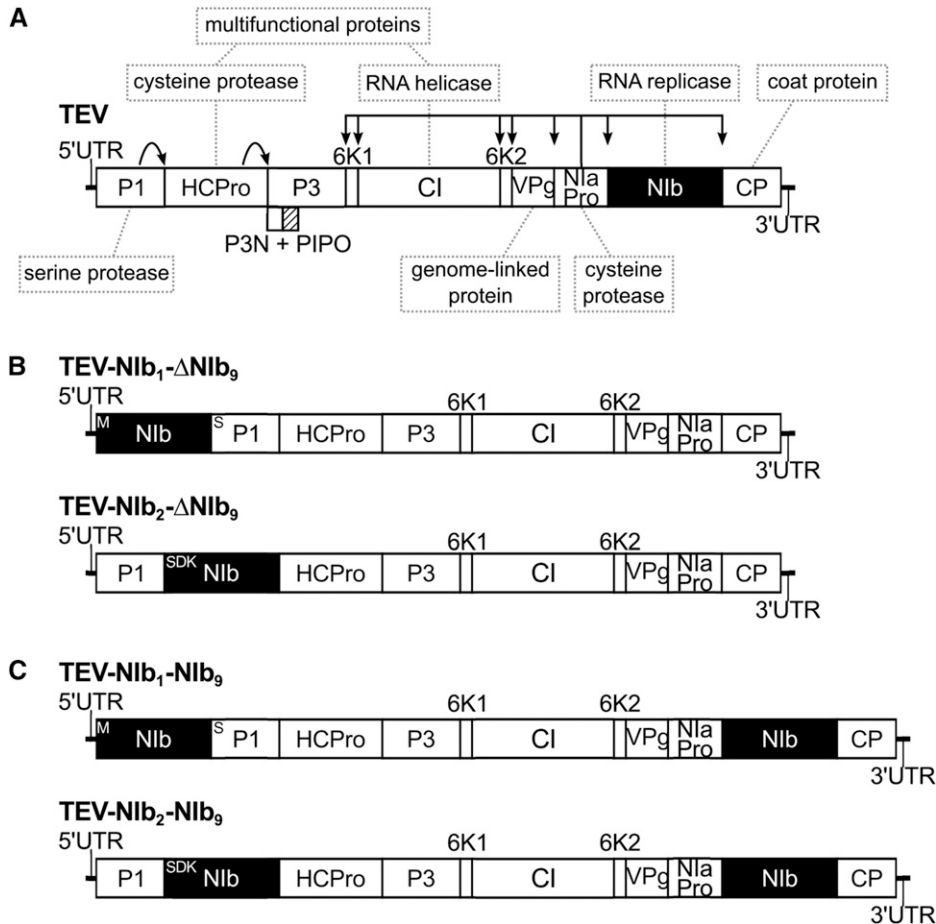 A
multifunctional proteins
cysteine protease
RNA helicase
RNA replicase
coat protein
TEV
5'UTR
6K1
6K2
P1
HCPro
P3
CI
VPg
NIa
Pro
NIb
CP
3'UTR
P3N + PIPO
serine protease
genome-linked
protein
cysteine
protease
B
TEV-NIb₁-ΔNIb₉
5'UTR
6K1
6K2
M
NIb
S
P1
HCPro
P3
CI
VPg
NIa
Pro
CP
3'UTR
TEV-NIb₂-ΔNIb₉
5'UTR
6K1
6K2
P1
SDK
NIb
HCPro
P3
CI
VPg
NIa
Pro
CP
3'UTR
C
TEV-NIb₁-NIb₉
5'UTR
6K1
6K2
M
NIb
S
P1
HCPro
P3
CI
VPg
NIa
Pro
NIb
CP
3'UTR
TEV-NIb₂-NIb₉
5'UTR
6K1
6K2
P1
SDK
NIb
HCPro
P3
CI
VPg
NIa
Pro
NIb
CP
3'UTR